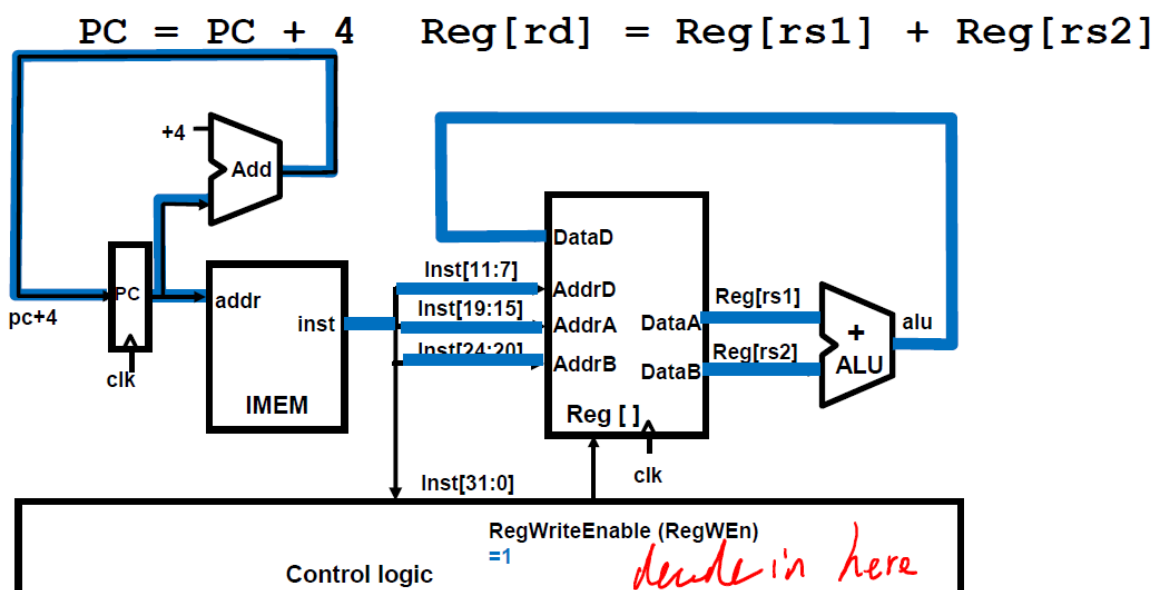 PC = PC + 4 Reg[rd] = Reg[rs1] + Reg[rs2]
+4
Add
DataD
Inst[11:7]
AddrD
PC
addr
inst
Inst[19:15]
AddrA
DataA
Reg[rs1]
+
ALU
alu
pc+4
Inst[24:20]
AddrB
DataB
Reg[rs2]
clk
IMEM
Reg [ ]
clk
Inst[31:0]
RegWriteEnable (RegWEn)
=1
Control logic
in here